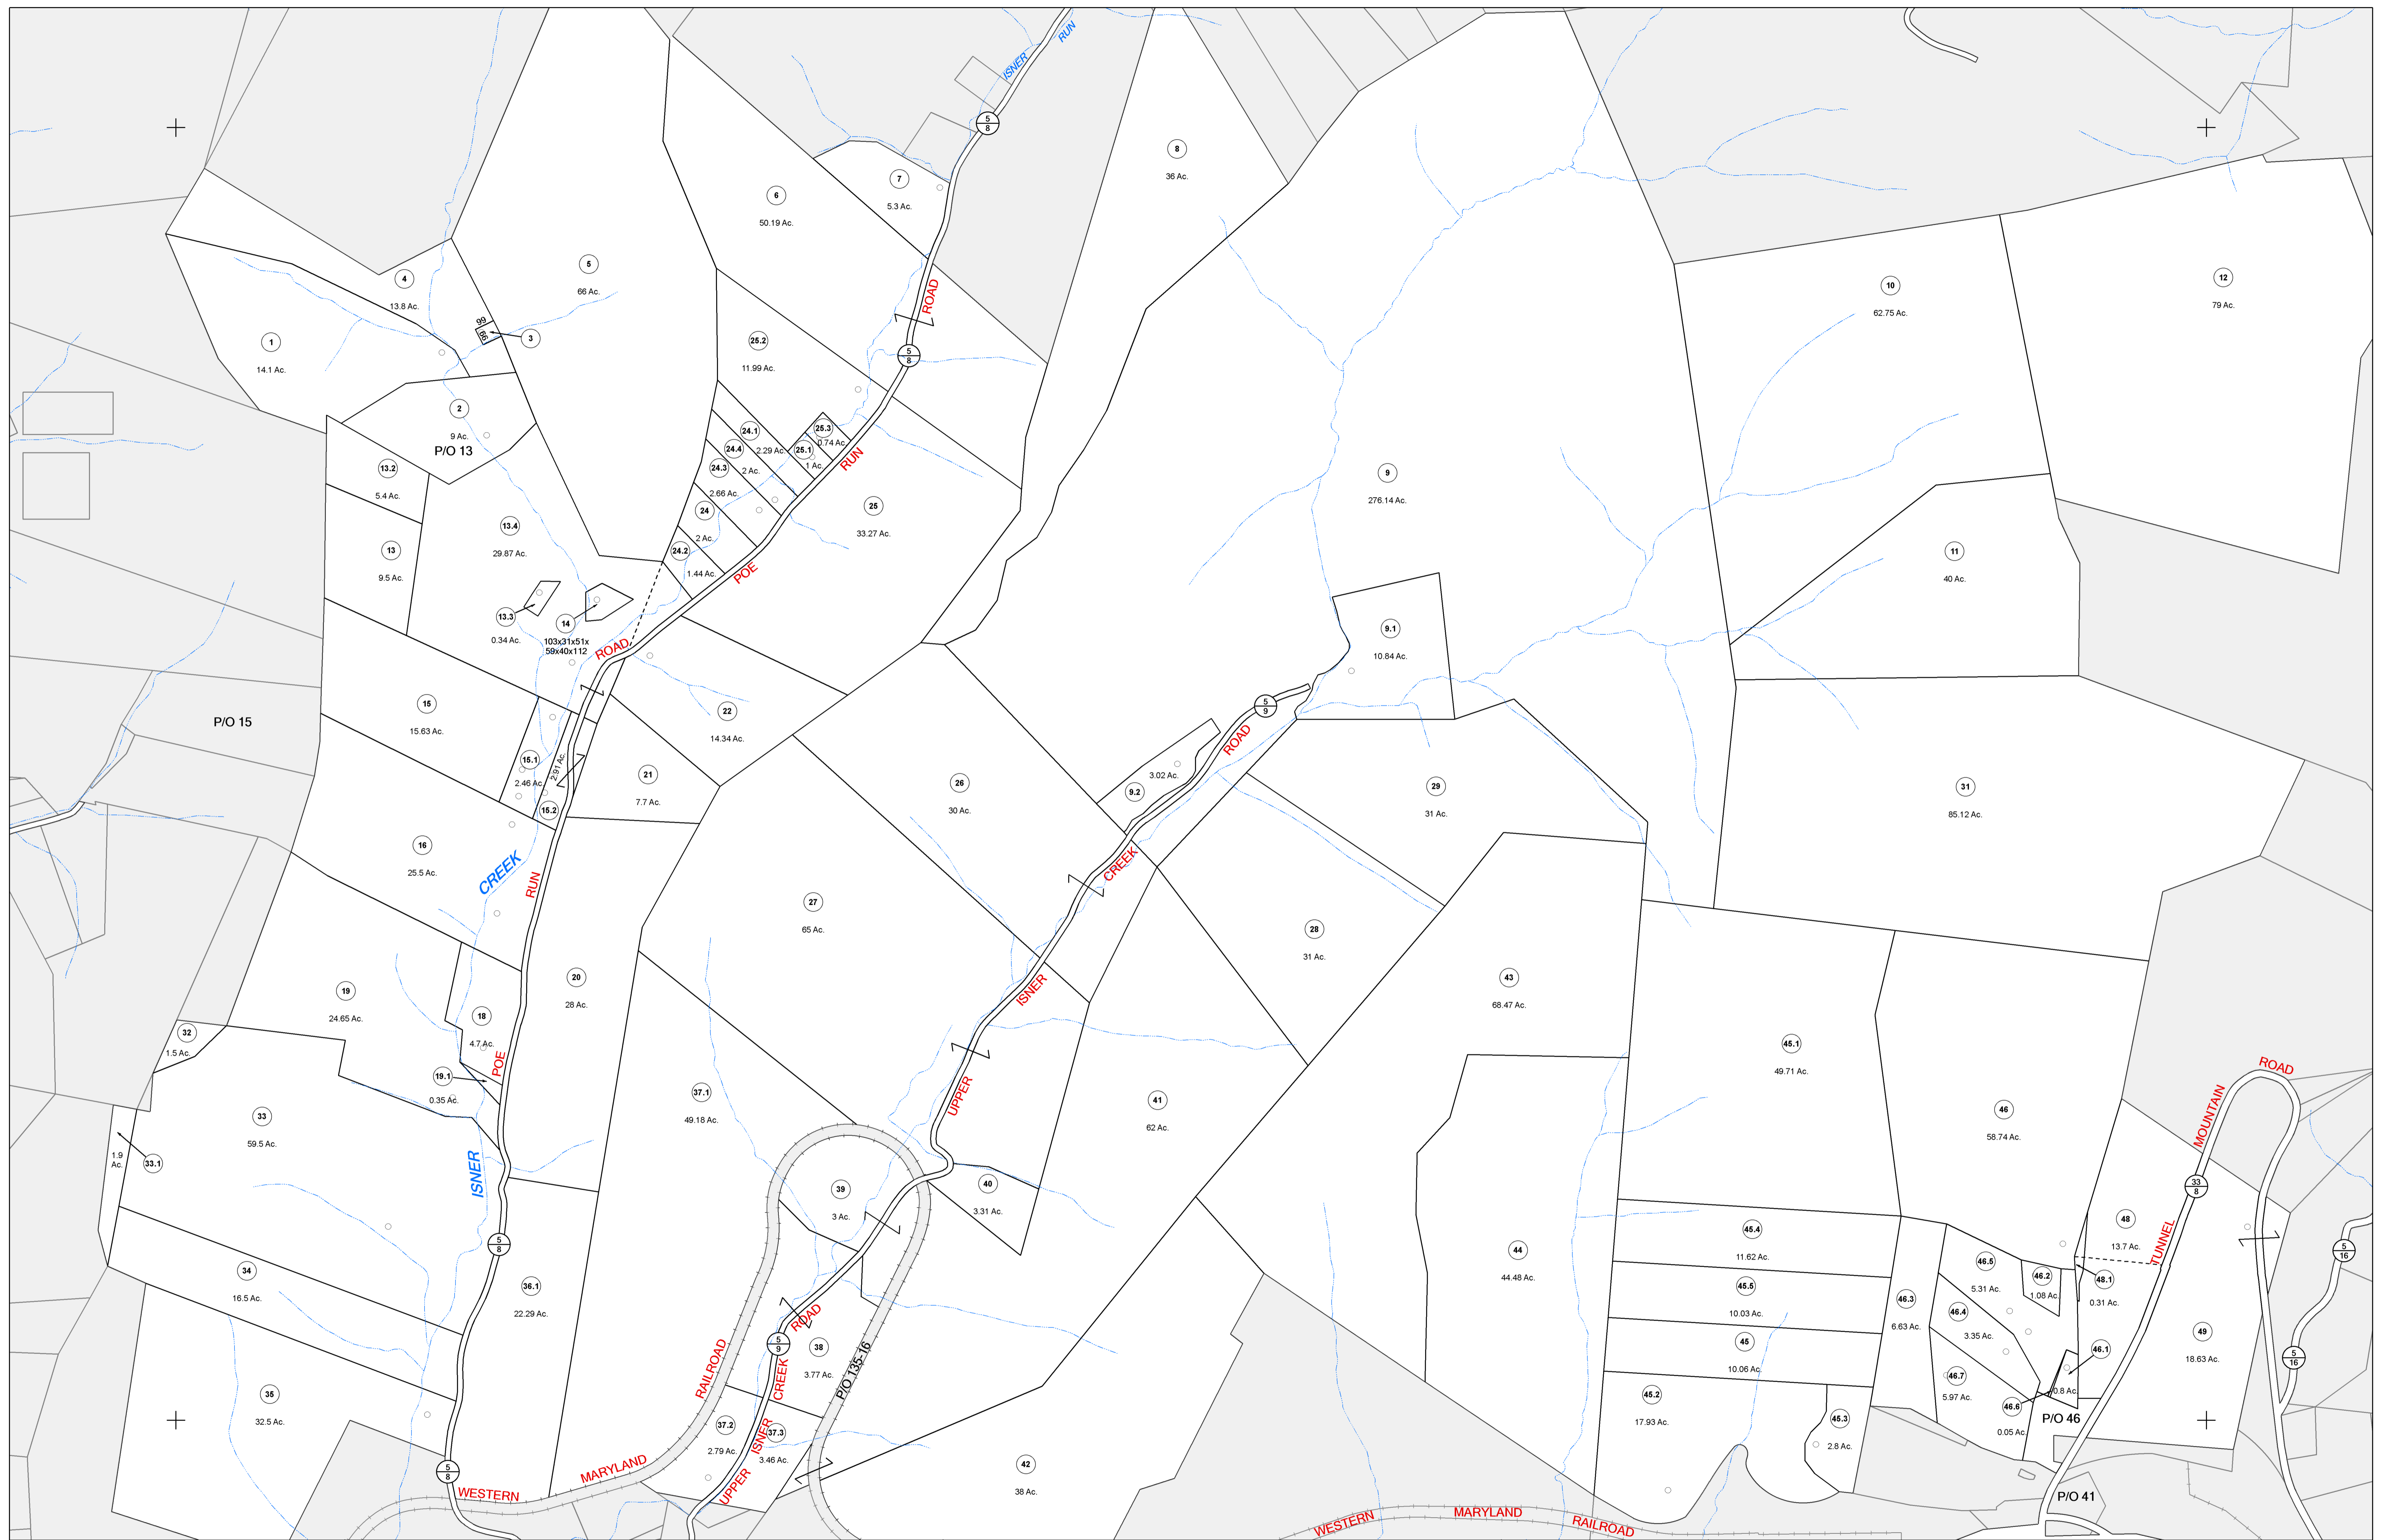 ISNER RUN
5
8
8
36 Ac.
7
5.3 Ac.
6
50.19 Ac.
5
66 Ac.
4
13.8 Ac.
99
66
3
1
14.1 Ac.
10
62.75 Ac.
12
79 Ac.
ROAD
5
8
25.2
11.99 Ac.
2
9 Ac.
P/O 13
24.1
2.29 Ac.
25.3
0.74 Ac.
25.1
1 Ac.
24.4
2 Ac.
24.3
2.66 Ac.
RUN
13.2
5.4 Ac.
9
276.14 Ac.
24
2 Ac.
25
33.27 Ac.
13.4
29.87 Ac.
13
9.5 Ac.
24.2
1.44 Ac.
POE
11
40 Ac.
13.3
0.34 Ac.
14
103x31x51x
59x40x112
ROAD
9.1
10.84 Ac.
15
15.63 Ac.
P/O 15
22
14.34 Ac.
5
9
ROAD
15.1
2.46 Ac.
2.91 Ac.
15.2
21
7.7 Ac.
26
30 Ac.
3.02 Ac.
9.2
29
31 Ac.
31
85.12 Ac.
16
25.5 Ac.
CREEK
RUN
CREEK
27
65 Ac.
28
31 Ac.
43
68.47 Ac.
19
24.65 Ac.
20
28 Ac.
ISNER
18
4.7 Ac.
32
1.5 Ac.
POE
19.1
0.35 Ac.
45.1
49.71 Ac.
UPPER
37.1
49.18 Ac.
41
62 Ac.
46
58.74 Ac.
ROAD
MOUNTAIN
33
59.5 Ac.
1.9
Ac.
33.1
ISNER
39
3 Ac.
40
3.31 Ac.
33
8
48
13.7 Ac.
TUNNEL
5
8
45.4
11.62 Ac.
44
44.48 Ac.
5
16
34
16.5 Ac.
36.1
22.29 Ac.
45.5
10.03 Ac.
46.5
5.31 Ac.
46.2
1.08 Ac.
48.1
0.31 Ac.
46.3
6.63 Ac.
46.4
3.35 Ac.
ROAD
5
9
38
3.77 Ac.
P/O 135-16
RAILROAD
CREEK
45
10.06 Ac.
46.1
0.8 Ac.
49
18.63 Ac.
5
16
35
32.5 Ac.
45.2
17.93 Ac.
46.7
5.97 Ac.
46.6
0.05 Ac.
P/O 46
37.2
2.79 Ac.
ISNER
37.3
3.46 Ac.
45.3
2.8 Ac.
5
8
WESTERN MARYLAND
UPPER
42
38 Ac.
P/O 41
WESTERN MARYLAND RAILROAD